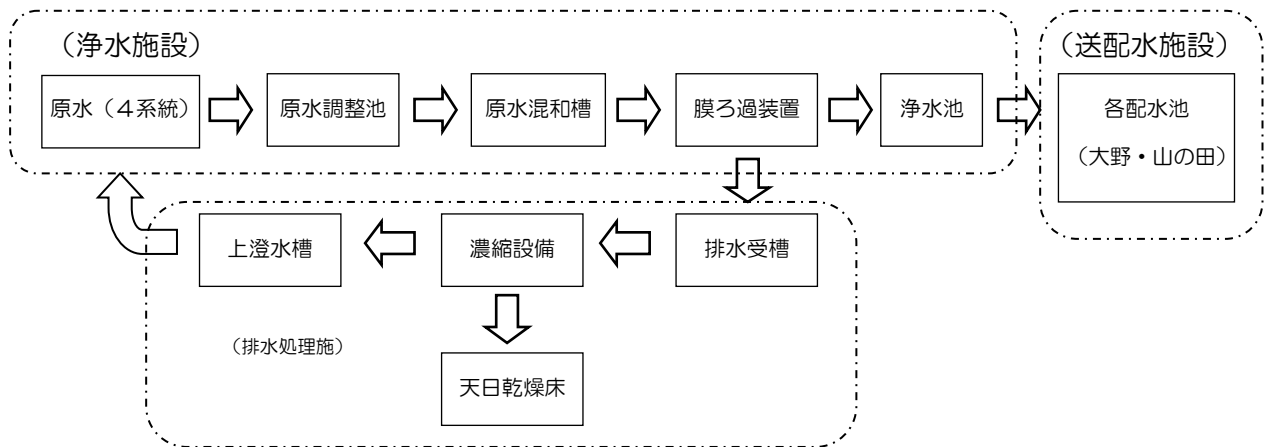 （浄水施設）
（送配水施設）
原水（４系統）
原水調整池
原水混和槽
膜ろ過装置
浄水池
各配水池
（大野・山の田）
上澄水槽
濃縮設備
排水受槽
（排水処理施）
天日乾燥床